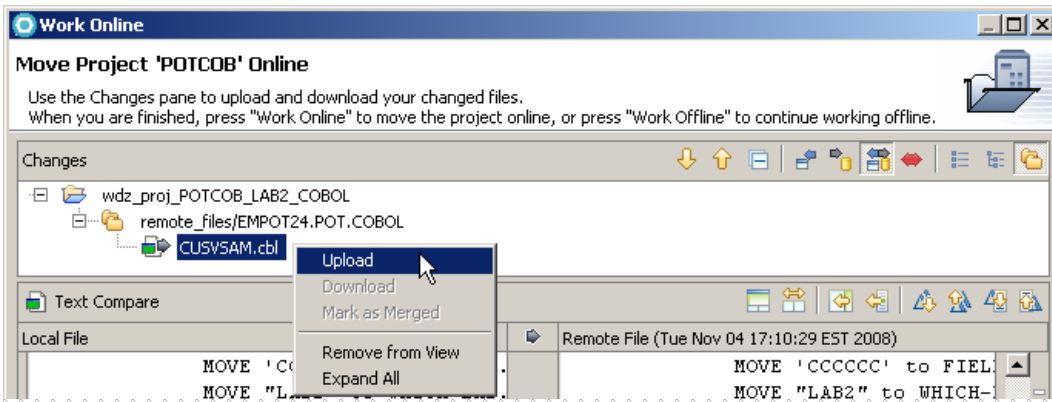 Work Online
Move Project 'POTCOB' Online
Use the Changes pane to upload and download your changed files.
When you are finished, press "Work Online" to move the project online, or press "Work Offline" to continue working offline.
Changes
wdz_proj_POTCOB_LAB2_COBOL
remote_files/EMPOT24.POT.COBOL
CUSVSAM.cbl
Upload
Download
Mark as Merged
Remove from View
Expand All
Text Compare
Local File
Remote File (Tue Nov 04 17:10:29 EST 2008)
MOVE 'CC
MOVE 'CCCCCC' to FIEL
MOVE "L
MOVE "LAB2" to WHICH-